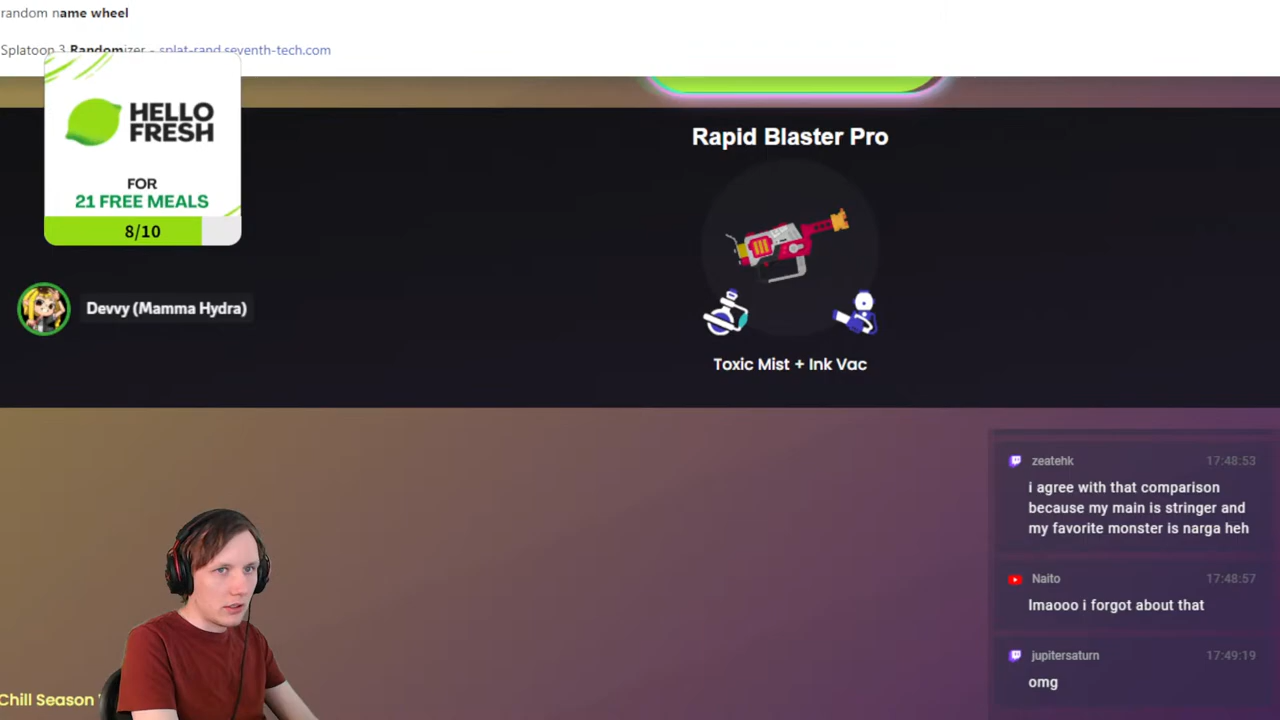 random name wheel
Splatoon 3 Randomizer - splat-rand.seventh-tech.com
HELLO
FRESH
FOR
21 FREE MEALS
8/10
Rapid Blaster Pro
Devvy (Mamma Hydra)
Toxic Mist + Ink Vac
zeatehk 17:48:53
i agree with that comparison
because my main is stringer and
my favorite monster is narga heh
Naito 17:48:57
lmaooo i forgot about that
jupitersaturn 17:49:19
omg
Chill Season